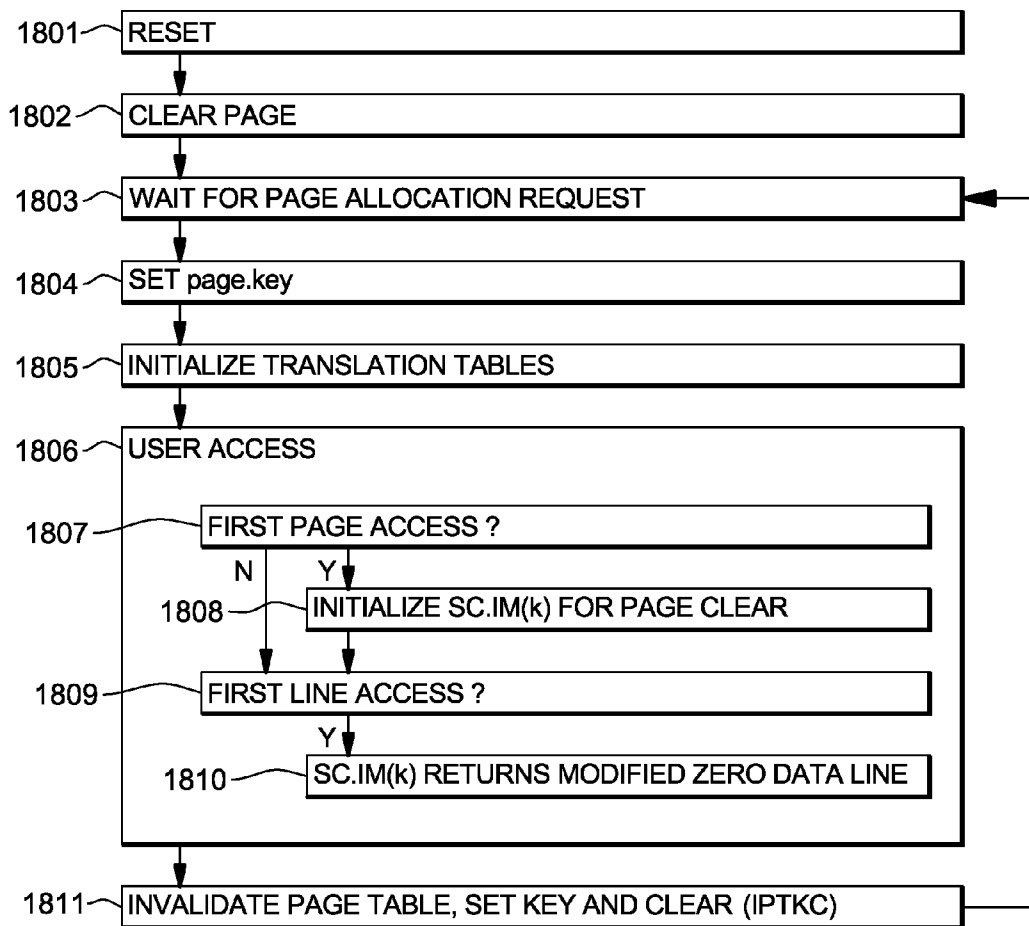 1801 RESET
1802 CLEAR PAGE
1803 WAIT FOR PAGE ALLOCATION REQUEST
1804 SET page.key
1805 INITIALIZE TRANSLATION TABLES
1806 USER ACCESS
1807 FIRST PAGE ACCESS ?
N Y
1808 INITIALIZE SC.IM(k) FOR PAGE CLEAR
1809 FIRST LINE ACCESS ?
Y
1810 SC.IM(k) RETURNS MODIFIED ZERO DATA LINE
1811 INVALIDATE PAGE TABLE, SET KEY AND CLEAR (IPTKC)